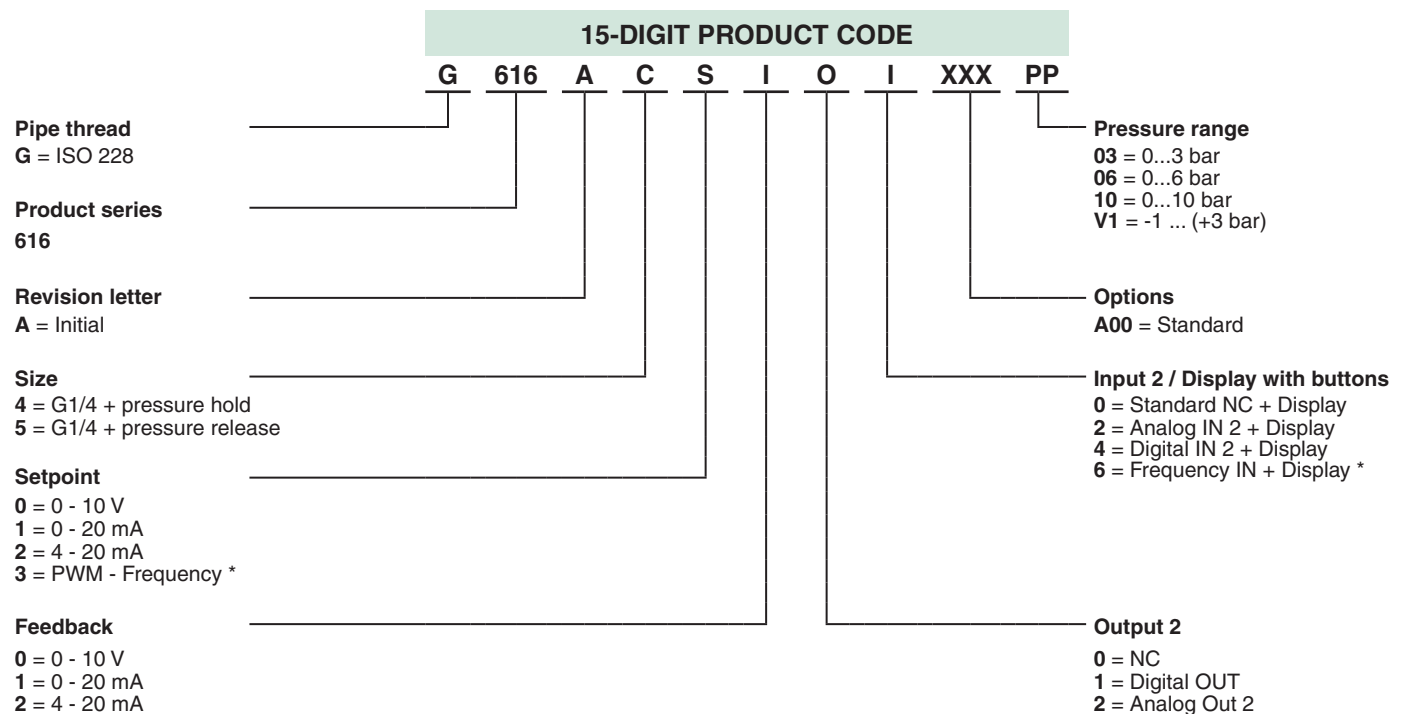 15-DIGIT PRODUCT CODE
G 616 A C S I O I XXX PP
Pipe thread
G = ISO 228
Product series
616
Revision letter
A = Initial
Size
4 = G1/4 + pressure hold
5 = G1/4 + pressure release
Setpoint
0 = 0 - 10 V
1 = 0 - 20 mA
2 = 4 - 20 mA
3 = PWM - Frequency *
Feedback
0 = 0 - 10 V
1 = 0 - 20 mA
2 = 4 - 20 mA
Pressure range
03 = 0...3 bar
06 = 0...6 bar
10 = 0...10 bar
V1 = -1 ... (+3 bar)
Options
A00 = Standard
Input 2 / Display with buttons
0 = Standard NC + Display
2 = Analog IN 2 + Display
4 = Digital IN 2 + Display
6 = Frequency IN + Display *
Output 2
0 = NC
1 = Digital OUT
2 = Analog Out 2